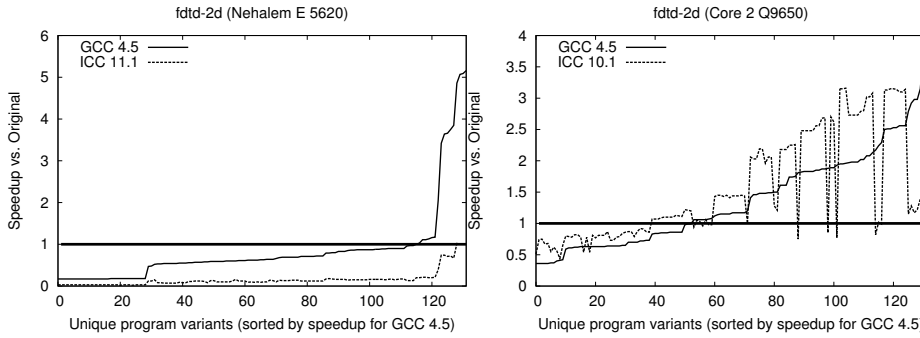 fdtd-2d (Nehalem E 5620)
6
5
4
3
2
1
0
Speedup vs. Original
GCC 4.5
ICC 11.1
0 20 40 60 80 100 120
Unique program variants (sorted by speedup for GCC 4.5)
fdtd-2d (Core 2 Q9650)
4
3.5
3
2.5
2
1.5
1
0.5
0
Speedup vs. Original
GCC 4.5
ICC 10.1
0 20 40 60 80 100 120
Unique program variants (sorted by speedup for GCC 4.5)